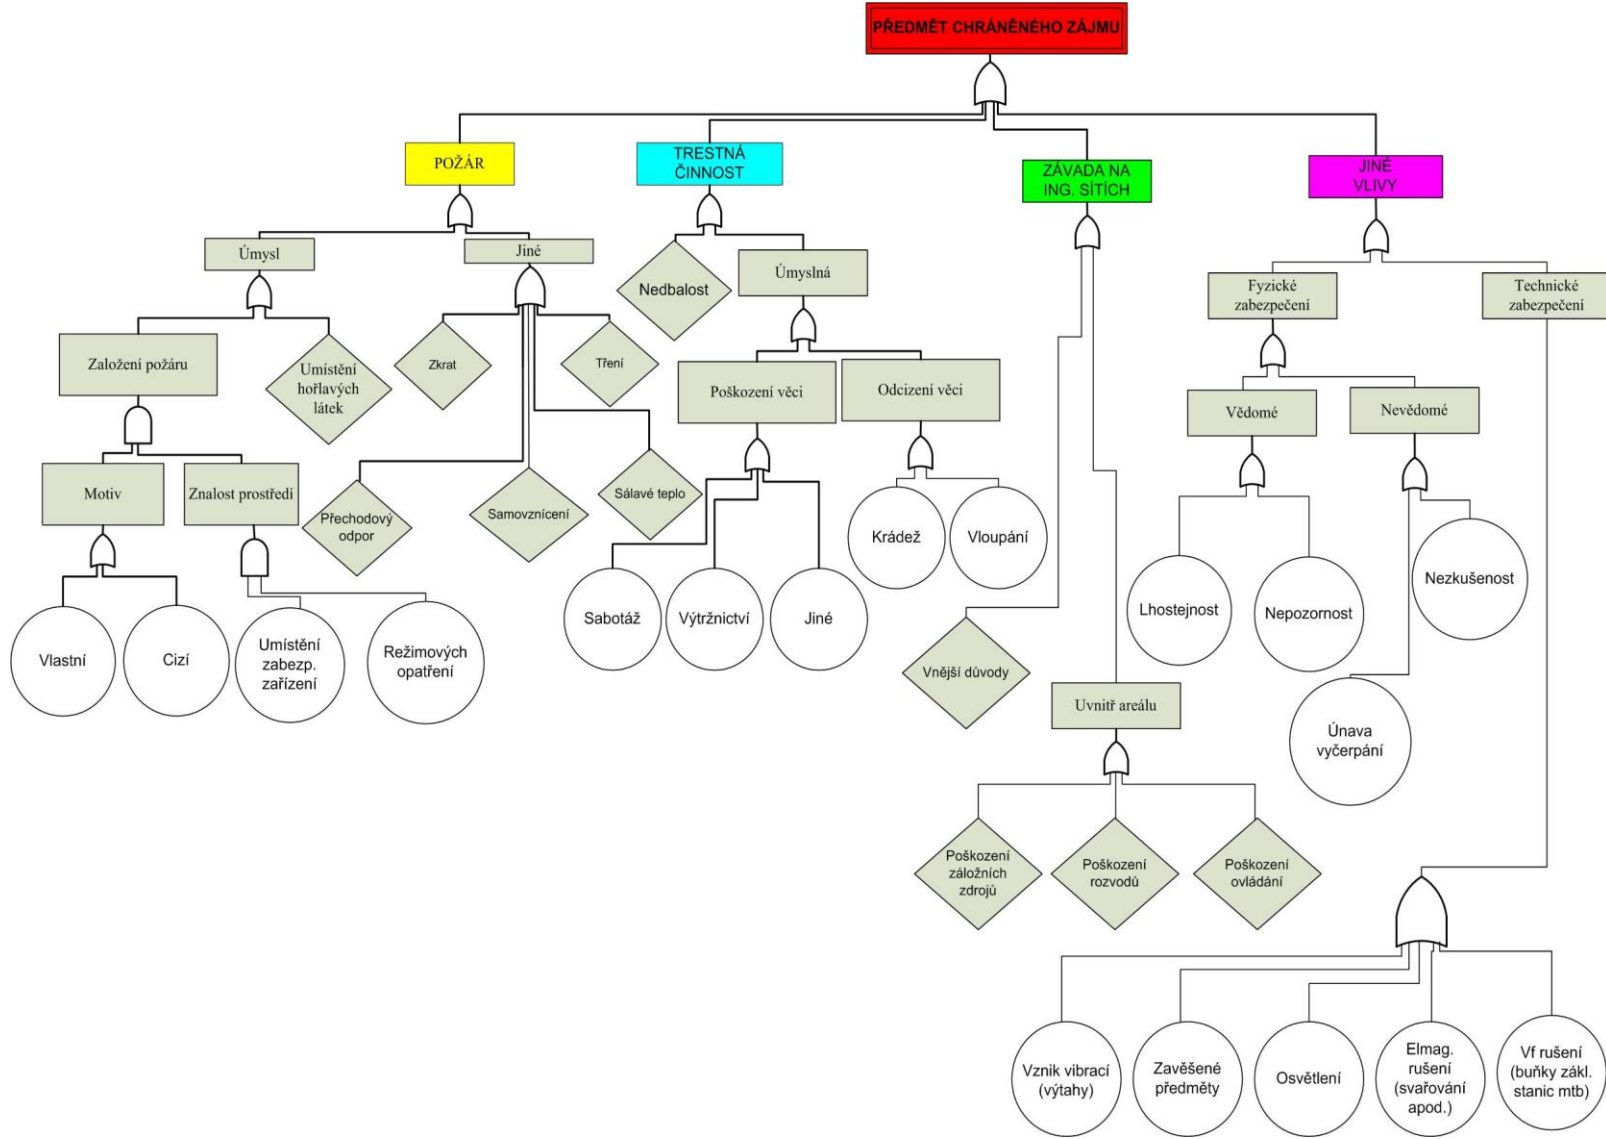 PŘEDMĚT CHRÁNĚNÉHO ZÁJMU
POŽÁR
TRESTNÁ
ČINNOST
ZÁVADA NA
ING. SÍTÍCH
JINÉ
VLIVY
Úmysl
Jiné
Nedbalost
Úmyslná
Fyzické
zabezpečení
Technické
zabezpečení
Založení požáru
Umístění
hořlavých
látek
Zkrat
Tření
Poškození věci
Odcizení věci
Vědomé
Nevědomé
Motiv
Znalost prostředí
Přechodový
odpor
Samovznícení
Sálavé teplo
Krádež
Vloupání
Lhostejnost
Nepozornost
Nezkušenost
Sabotáž
Výtržnictví
Jiné
Vlastní
Cizí
Umístění
zabezp.
zařízení
Režimových
opatření
Vnější důvody
Uvnitř areálu
Únava
vyčerpání
Poškození
záložních
zdrojů
Poškození
rozvodů
Poškození
ovládání
Vznik vibrací
(výtahy)
Zavěšené
předměty
Osvětlení
Elmag.
rušení
(svařování
apod.)
Vf rušení
(buňky zákl.
stanic mtb)